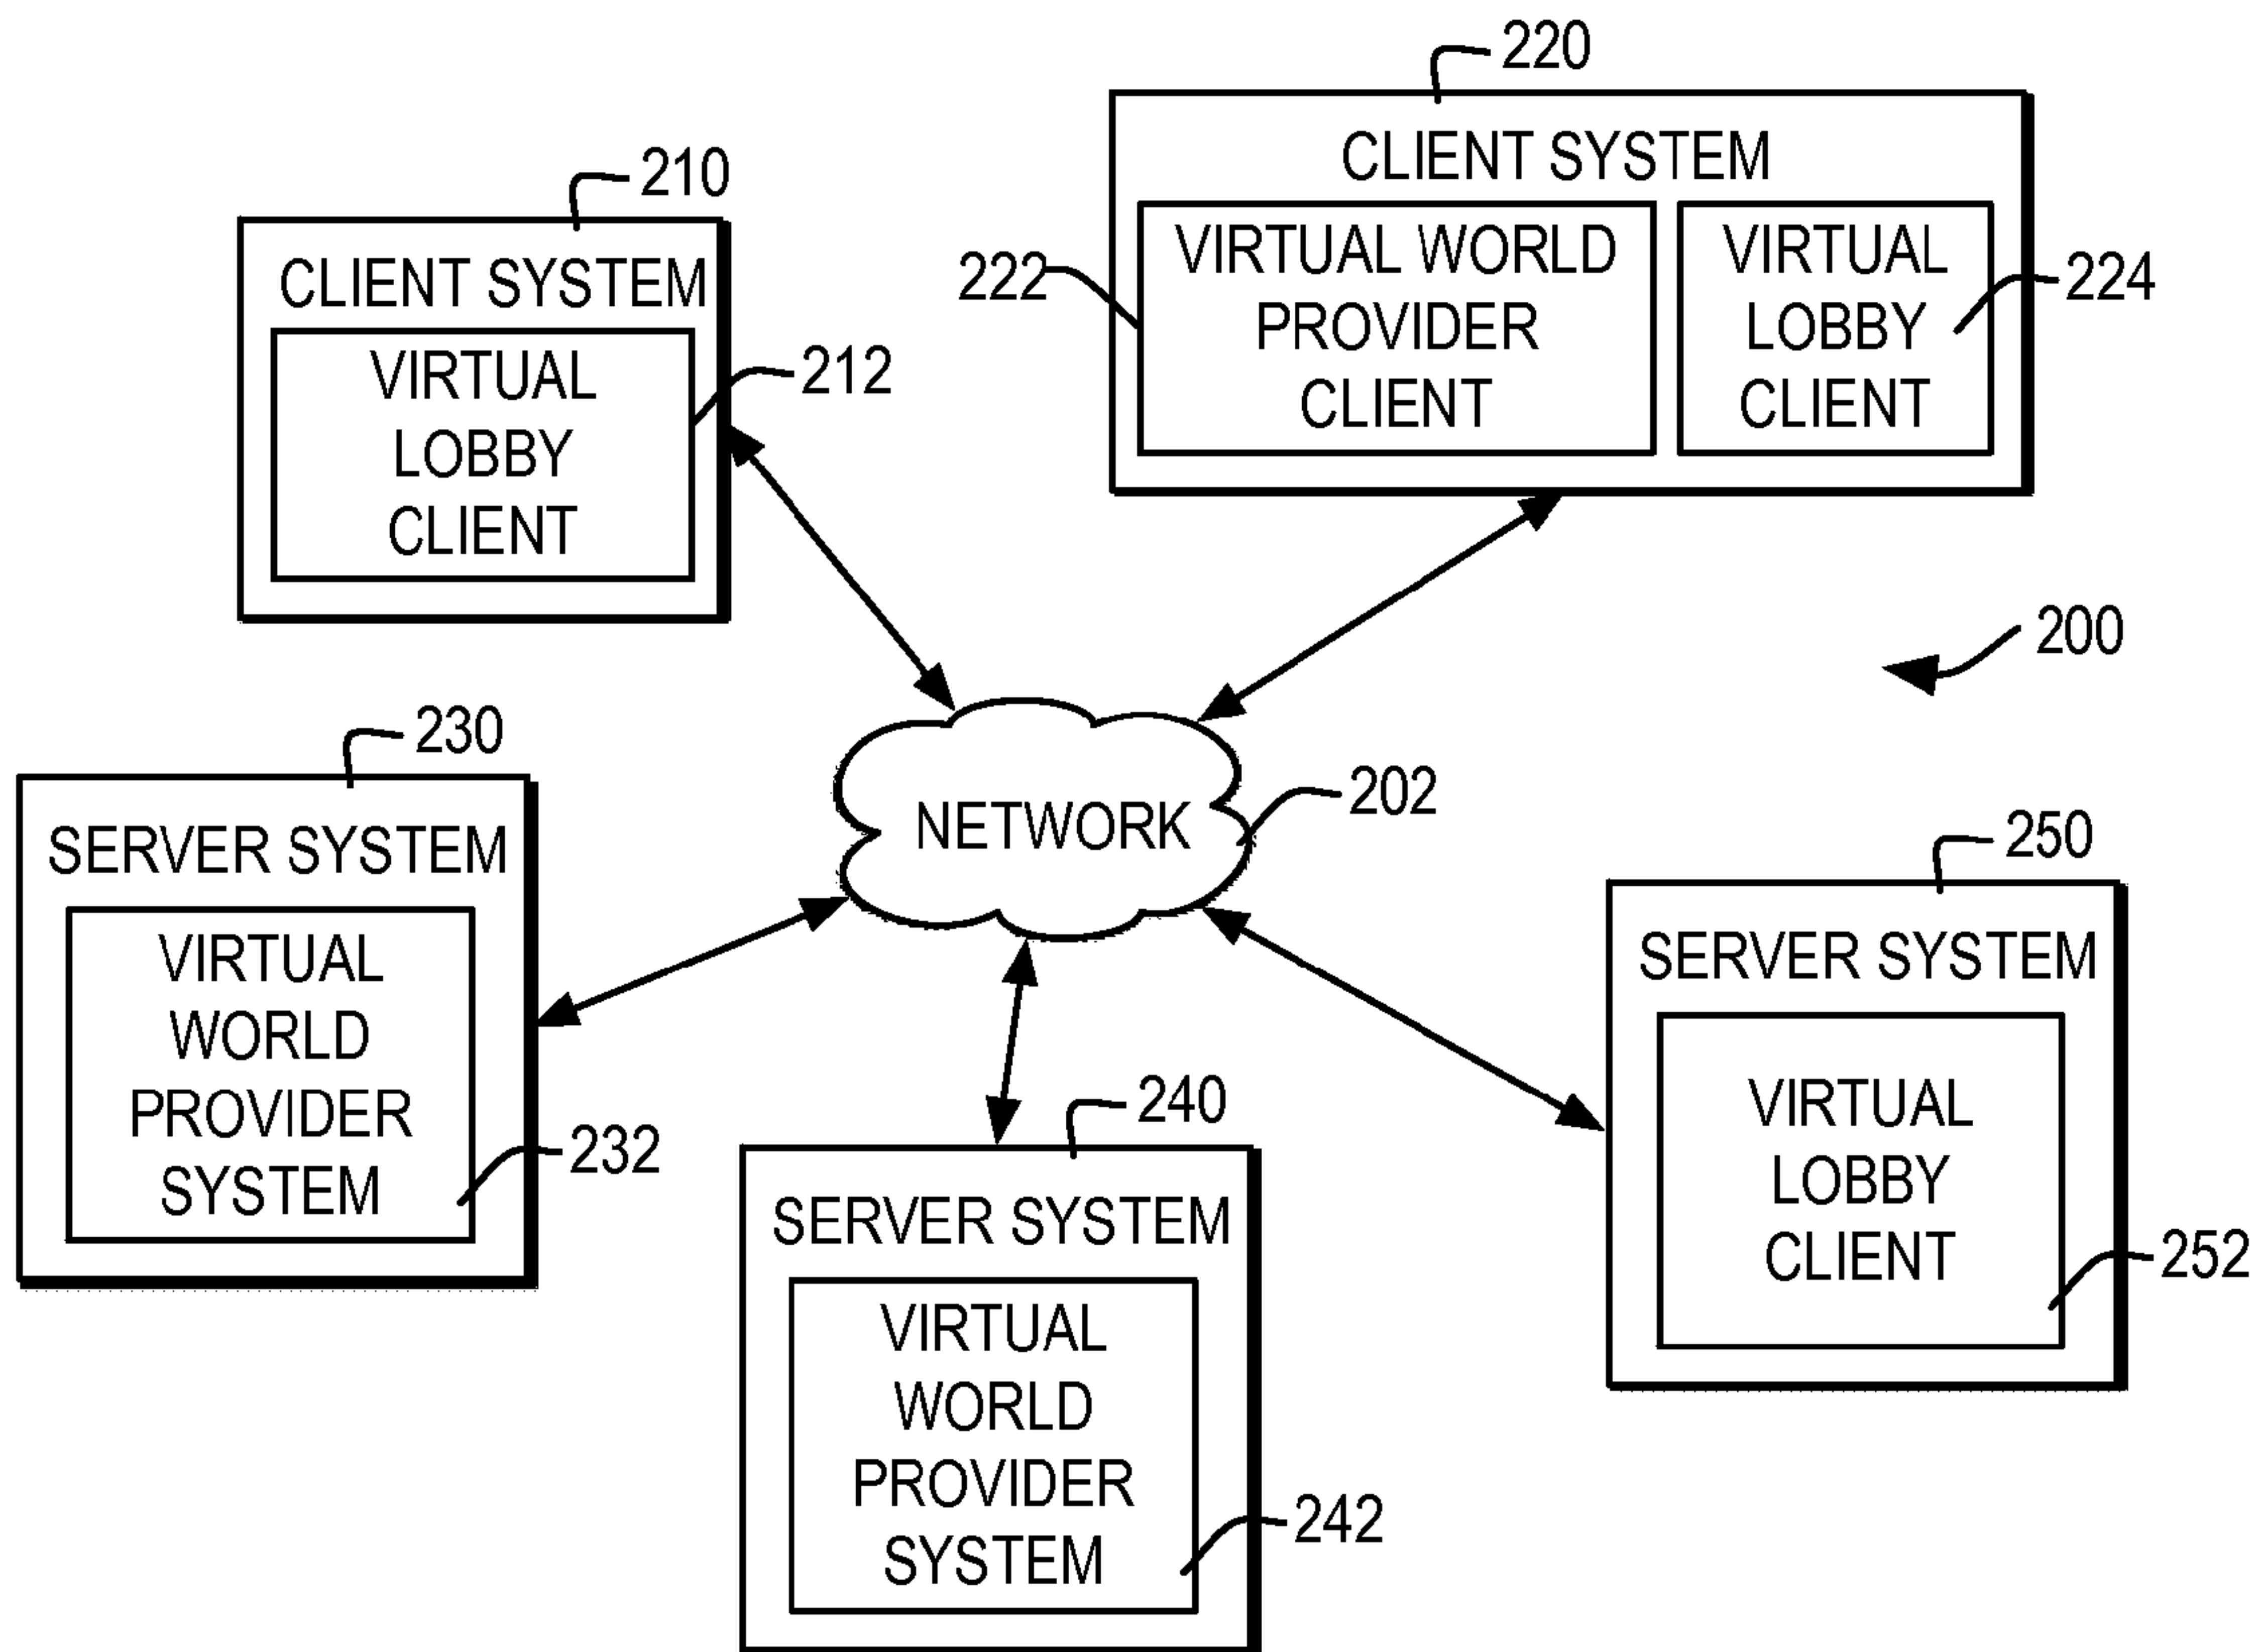 220
CLIENT SYSTEM
222
VIRTUAL WORLD
PROVIDER
CLIENT
VIRTUAL
LOBBY
CLIENT
224
210
CLIENT SYSTEM
VIRTUAL
LOBBY
CLIENT
212
200
230
SERVER SYSTEM
VIRTUAL
WORLD
PROVIDER
SYSTEM
232
NETWORK
202
240
SERVER SYSTEM
VIRTUAL
WORLD
PROVIDER
SYSTEM
242
250
SERVER SYSTEM
VIRTUAL
LOBBY
CLIENT
252